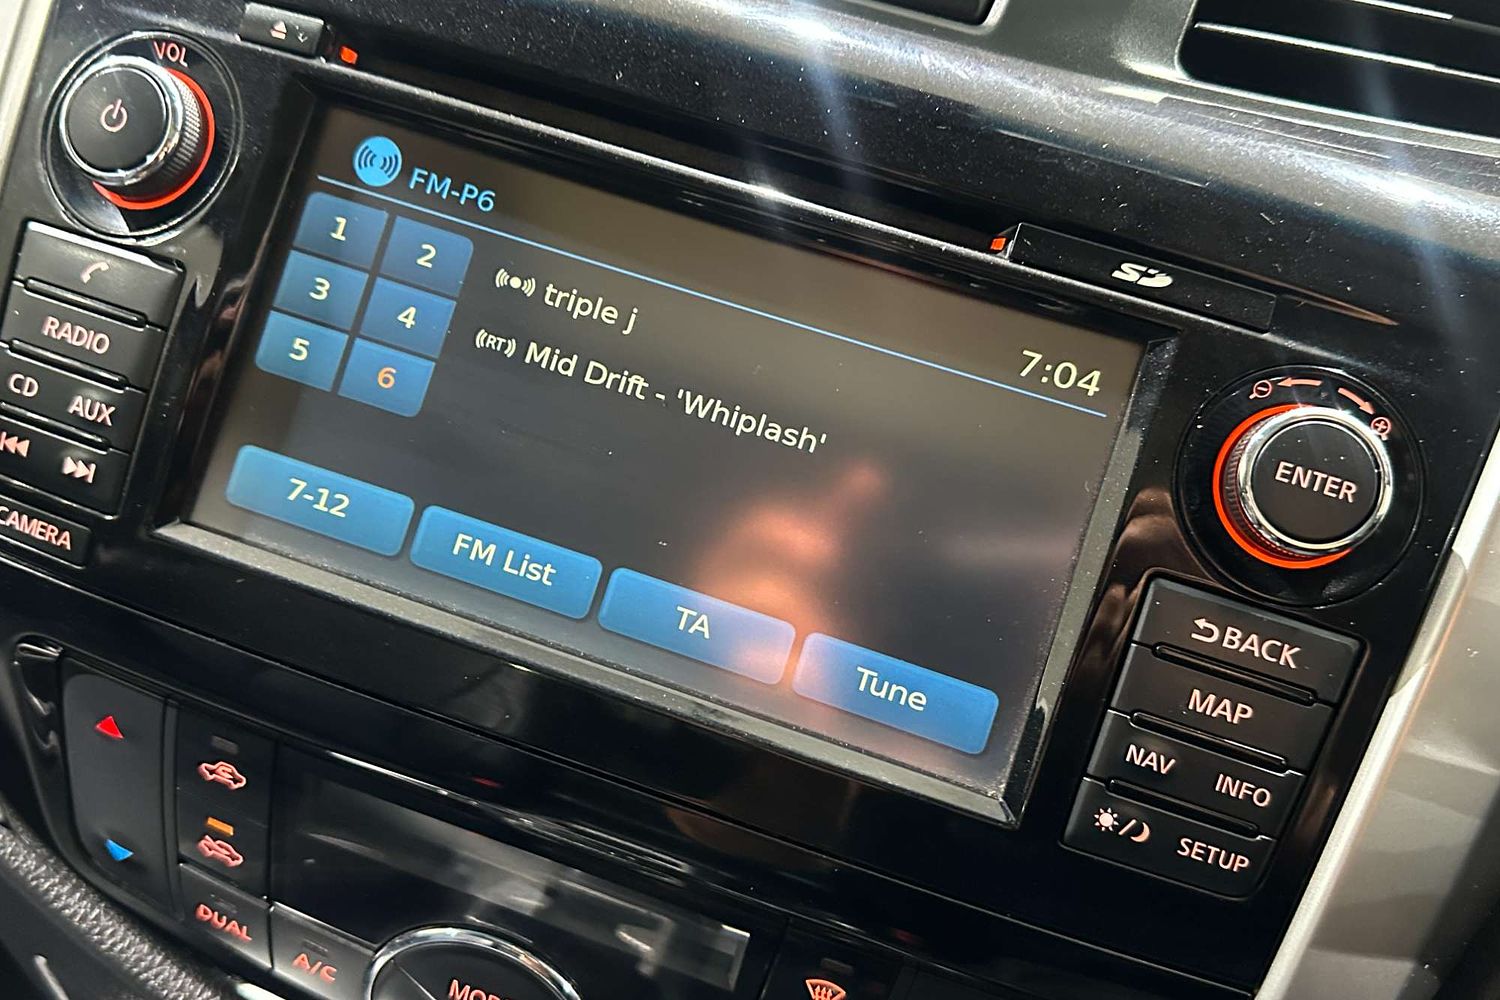 VOL
FM-P6
1 2
3 4
5 6
triple j
7:04
RT Mid Drift - 'Whiplash'
7-12 FM List TA Tune
RADIO
CD AUX
CAMERA
SD
ENTER
BACK
MAP
NAV INFO
SETUP
DUAL
A/C